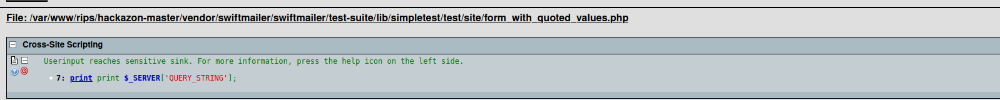 File: /var/www/rips/hackazon-master/vendor/swiftmailer/swiftmailer/test-suite/lib/simpletest/test/site/form_with_quoted_values.php
Cross-Site Scripting
Userinput reaches sensitive sink. For more information, press the help icon on the left side.
7: print print $_SERVER['QUERY_STRING'];